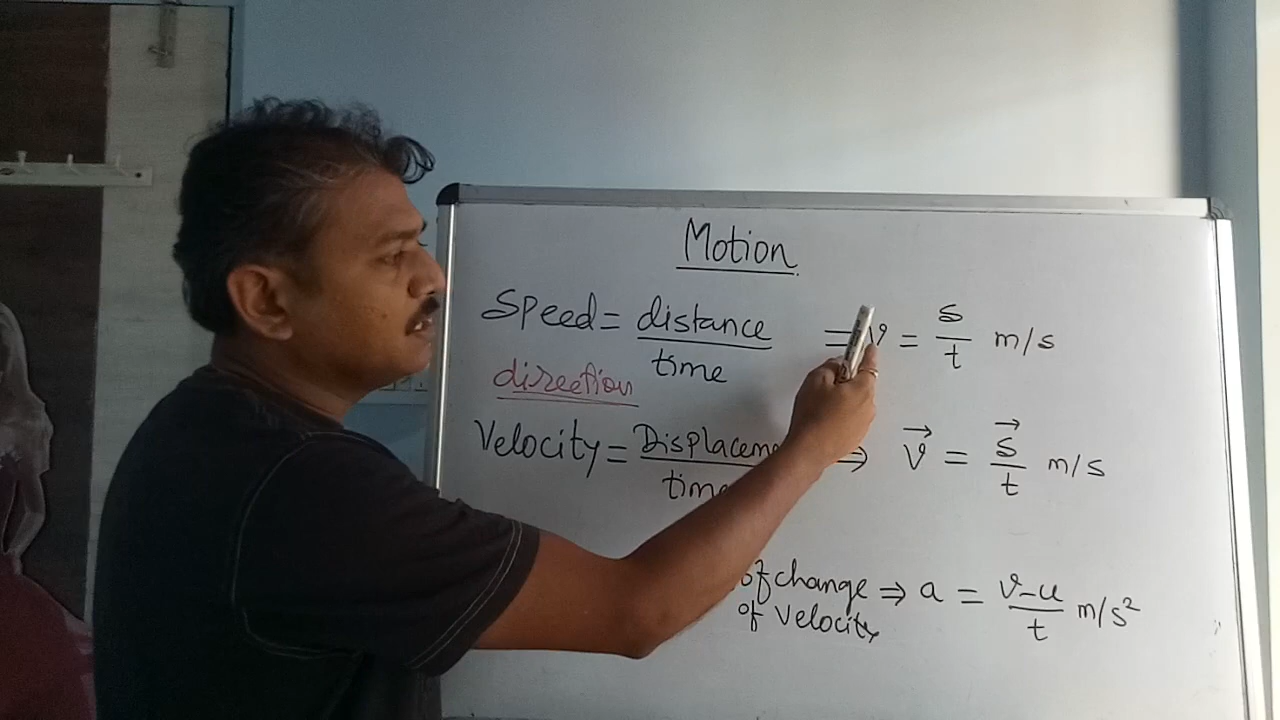 Motion
Speed = distance / time ⇒ v = s / t m/s
direction
Velocity = Displaceme / time ⇒ v⃗ = s⃗ / t m/s
of change of Velocity ⇒ a = v-u / t m/s²